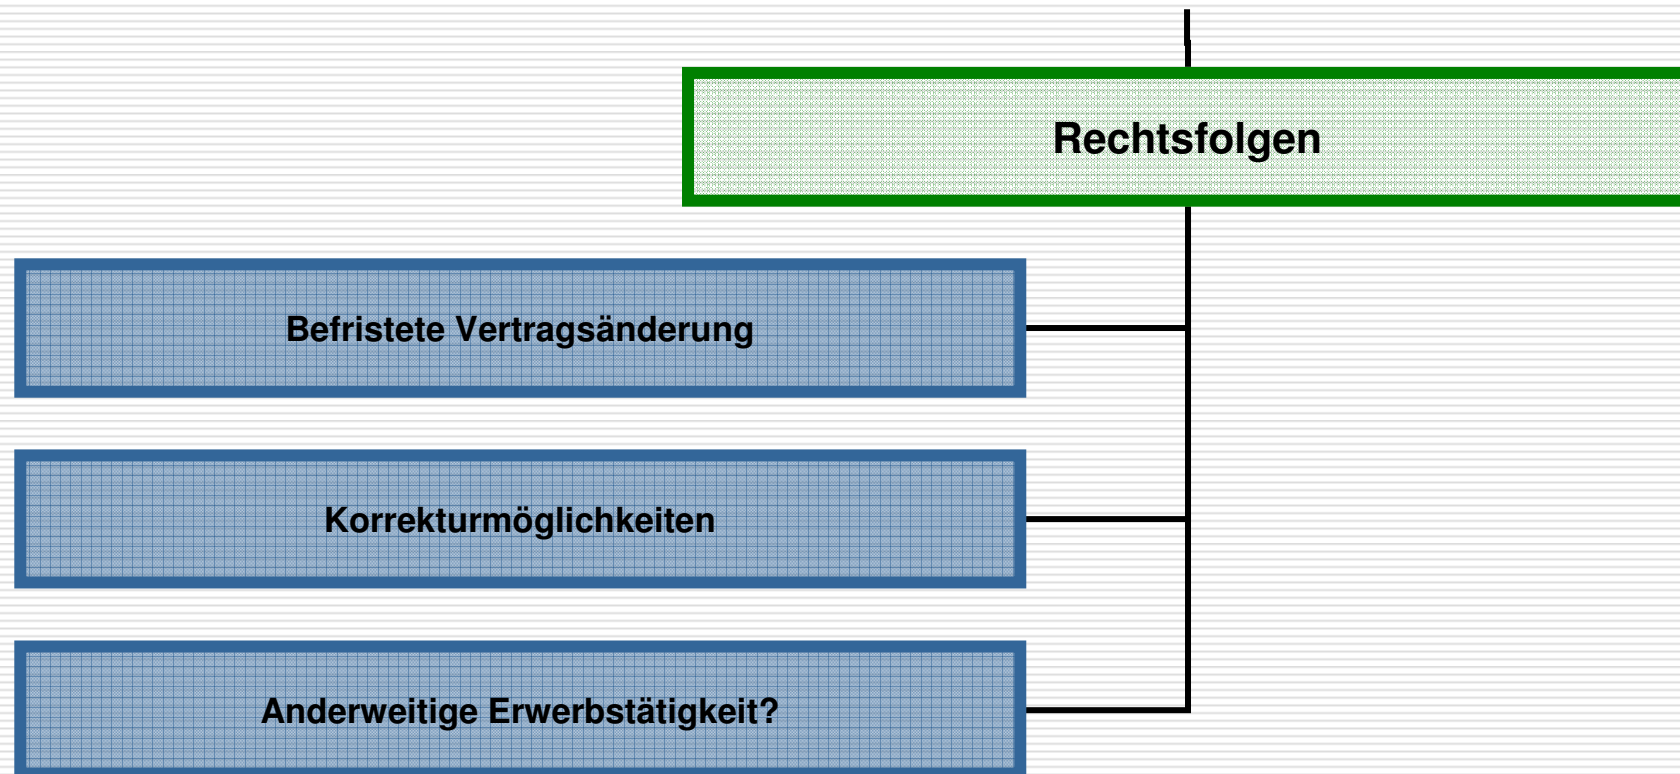 Rechtsfolgen
Befristete Vertragsänderung
Korrekturmöglichkeiten
Anderweitige Erwerbstätigkeit?